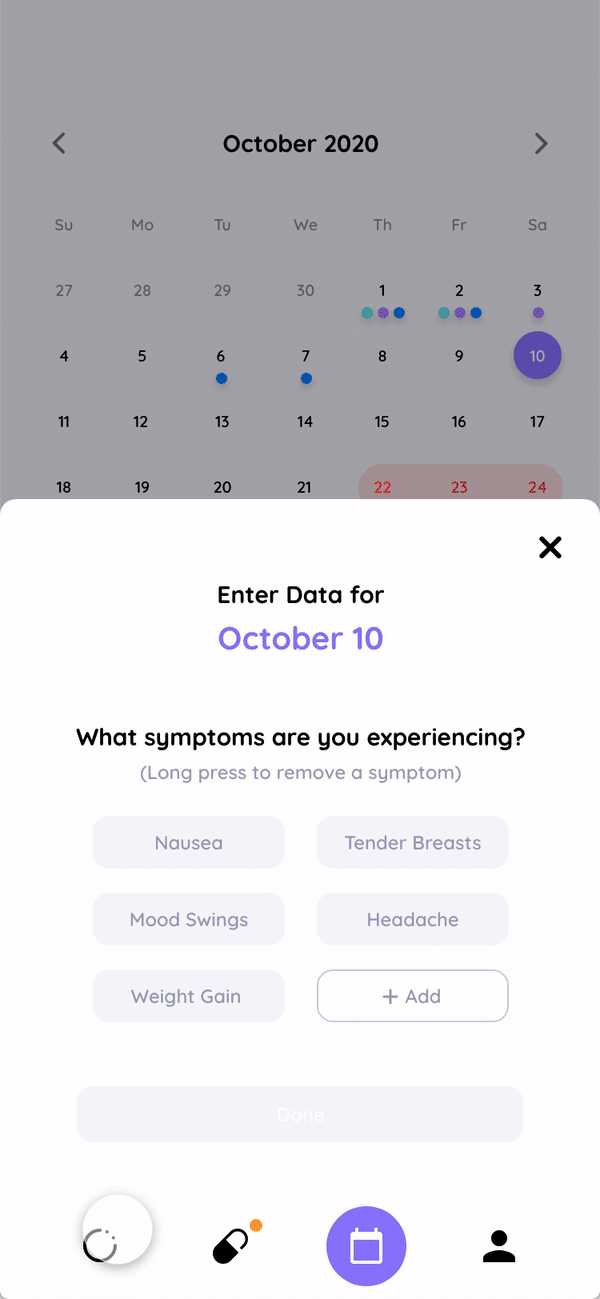 October 2020
Su Mo Tu We Th Fr Sa
27 28 29 30 1 2 3
4 5 6 7 8 9 10
11 12 13 14 15 16 17
18 19 20 21 22 23 24
Enter Data for
October 10
What symptoms are you experiencing?
(Long press to remove a symptom)
Nausea Tender Breasts
Mood Swings Headache
Weight Gain + Add
Done